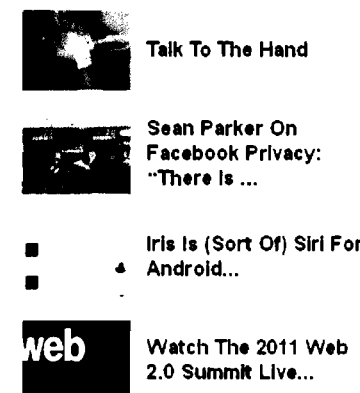 Talk To The Hand
Sean Parker On
Facebook Privacy:
"There Is ...
Iris Is (Sort Of) Siri For
Android...
web
Watch The 2011 Web
2.0 Summit Live...